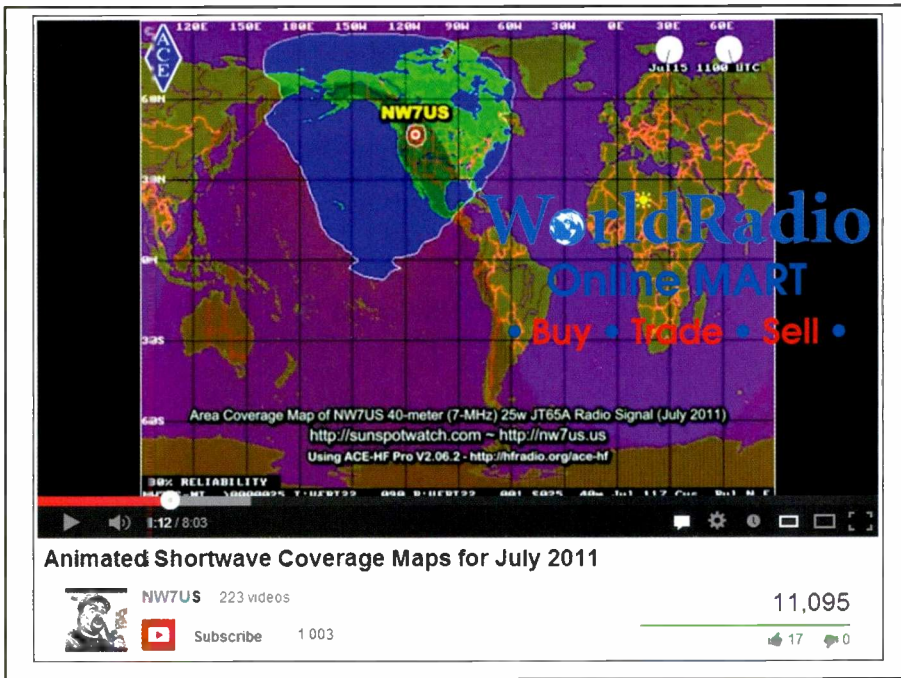 120E 150E 180E 150W 120W 90W 60W 30W 0E 30E 60E
ACE
Jul15 1100 UTC
60N
NW7US
30N
WorldRadio
0N
Online MART
• Buy • Trade • Sell •
30S
Area Coverage Map of NW7US 40-meter (7-MHz) 25w JT65A Radio Signal (July 2011)
60S
http://sunspotwatch.com ~ http://nw7us.us
Using ACE-HF Pro V2.06.2 - http://hfradio.org/ace-hf
30% RELIABILITY
1:12 / 8:03
Animated Shortwave Coverage Maps for July 2011
NW7US 223 videos
11,095
Subscribe 1 003
17 0